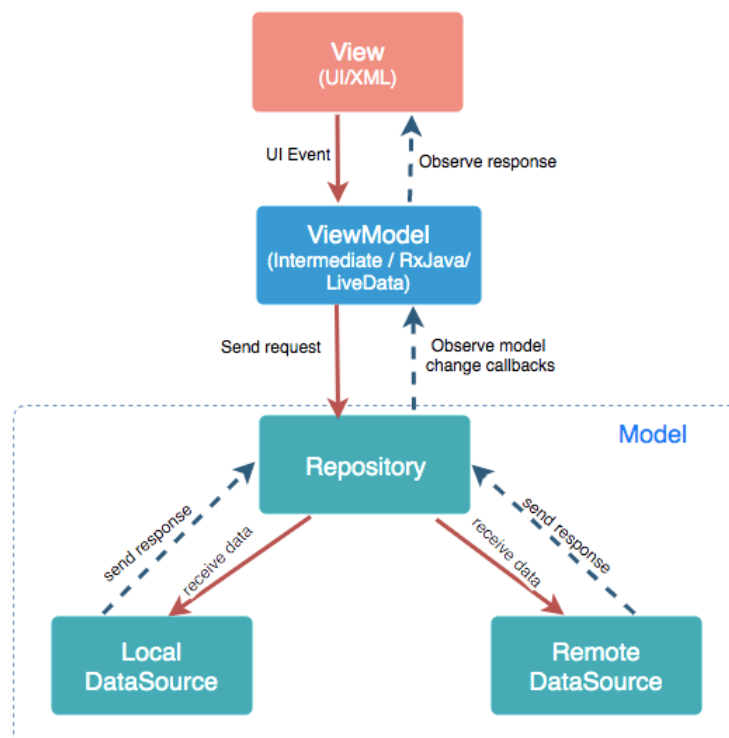 View
(UI/XML)
UI Event
Observe response
ViewModel
(Intermediate / RxJava/
LiveData)
Send request
Observe model
change callbacks
Model
Repository
send response
receive data
receive data
send response
Local
DataSource
Remote
DataSource